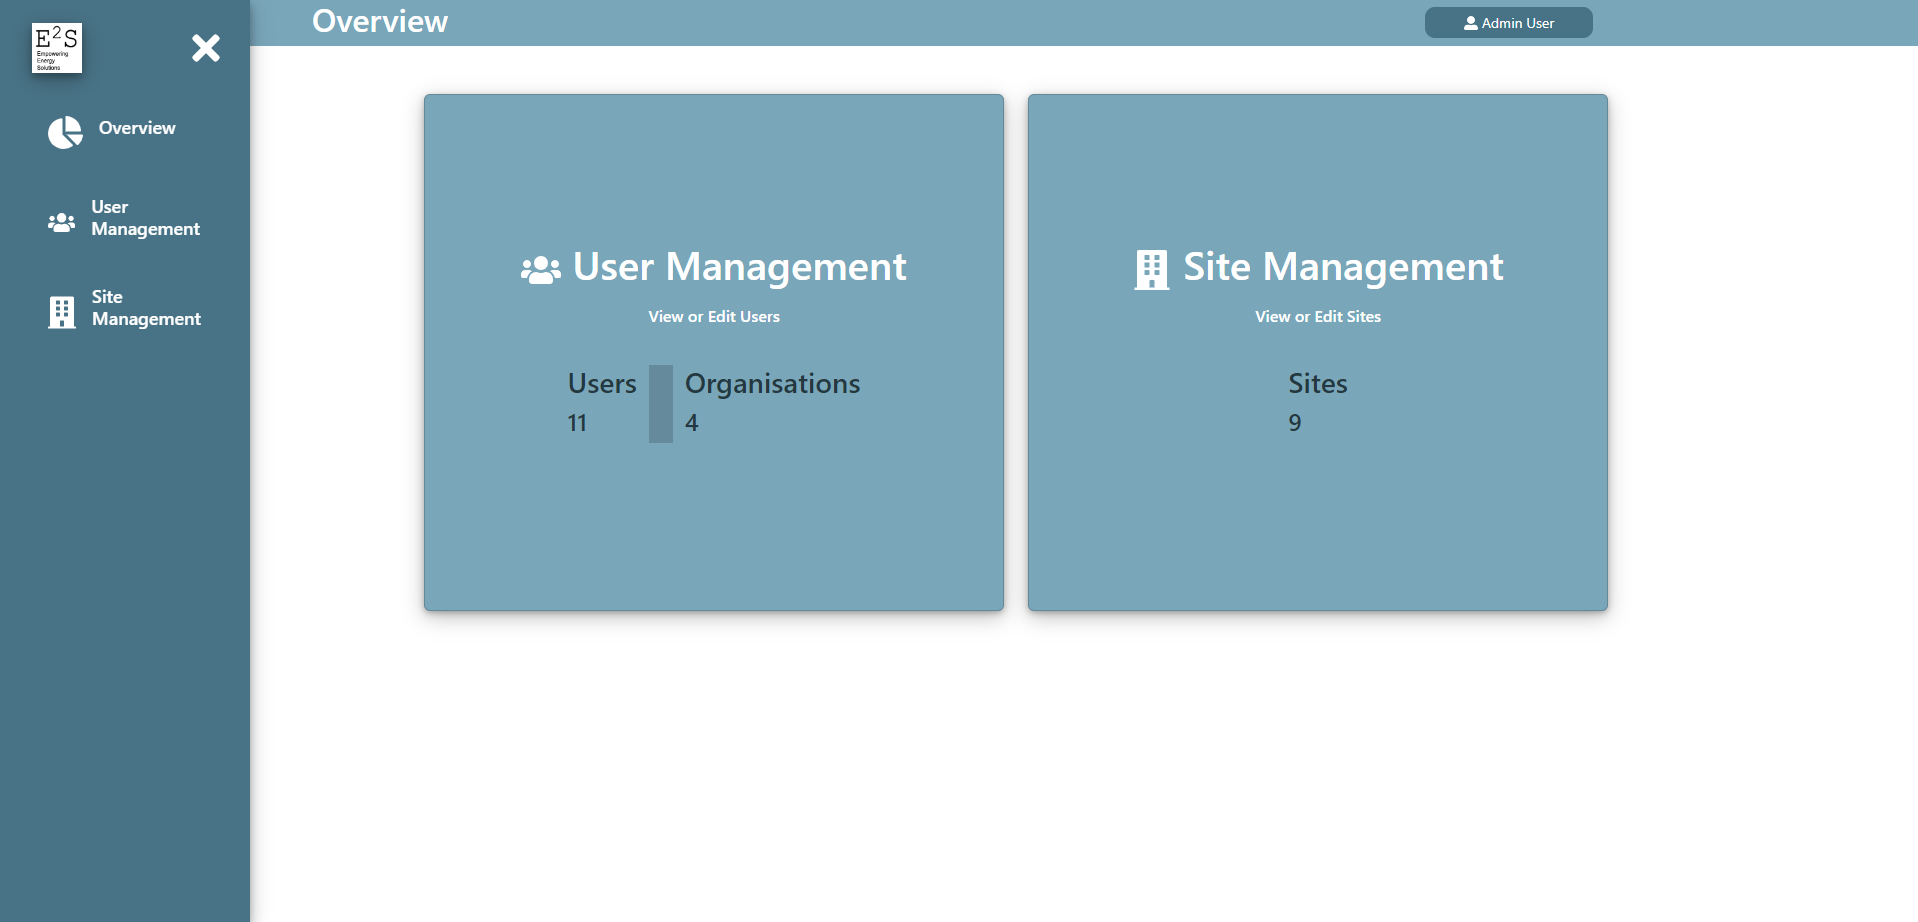 E2S
Empowering
Energy
Solutions
Overview
User
Management
Site
Management
Overview
Admin User
User Management
View or Edit Users
Users
11
Organisations
4
Site Management
View or Edit Sites
Sites
9